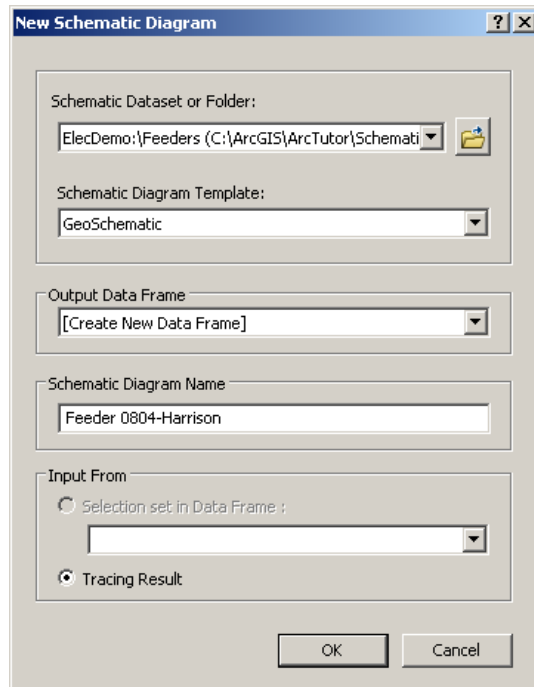 New Schematic Diagram
Schematic Dataset or Folder:
ElecDemo:\Feeders (C:\ArcGIS\ArcTutor\Schemati
Schematic Diagram Template:
GeoSchematic
Output Data Frame
[Create New Data Frame]
Schematic Diagram Name
Feeder 0804-Harrison
Input From
Selection set in Data Frame :
Tracing Result
OK Cancel